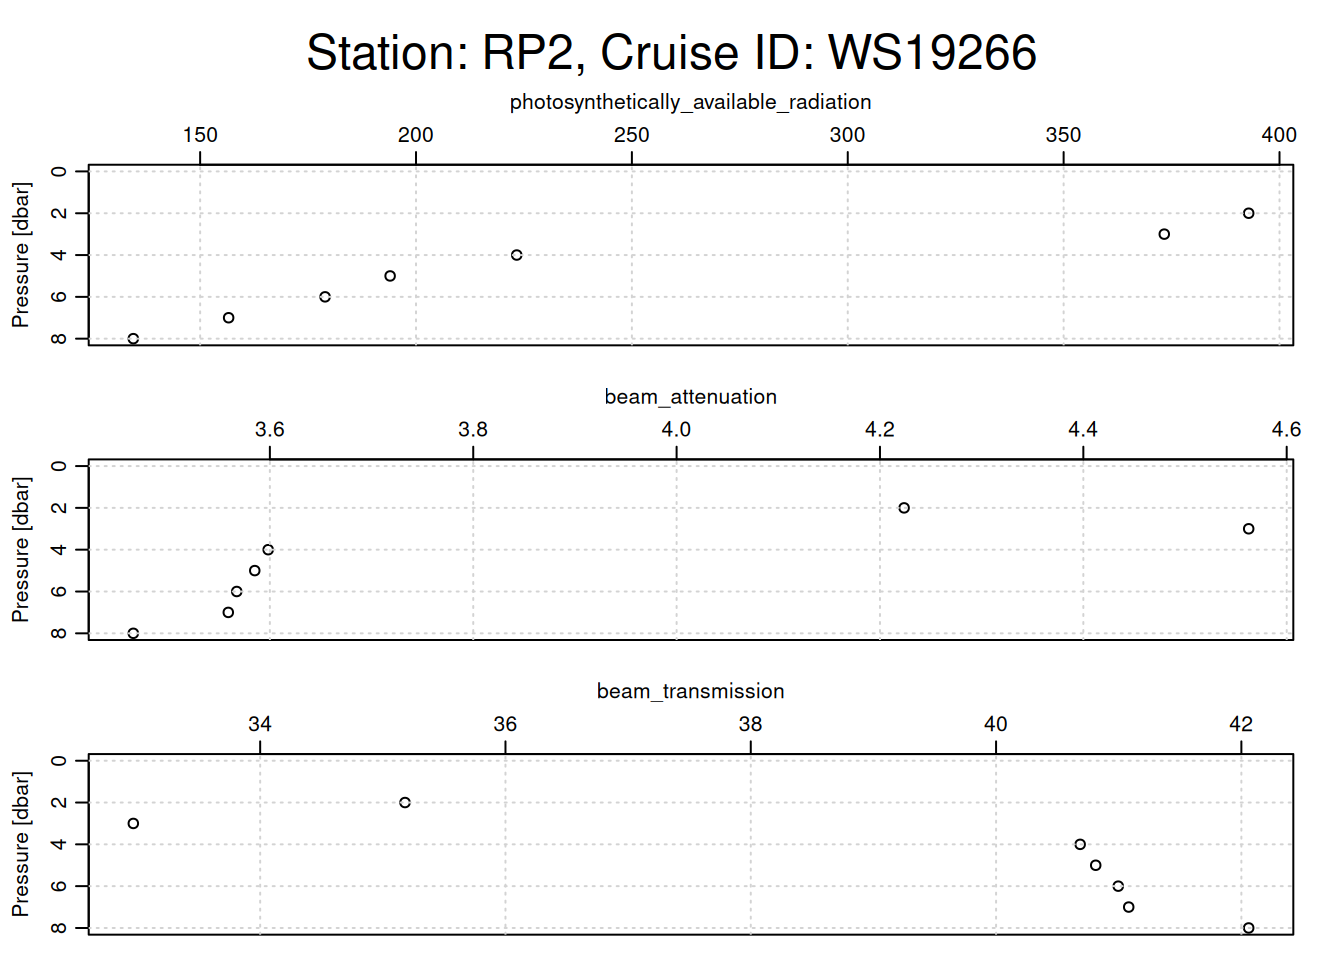 Station: RP2, Cruise ID: WS19266
photosynthetically_available_radiation
150 200 250 300 350 400
Pressure [dbar]
0
2
4
6
8
beam_attenuation
3.6 3.8 4.0 4.2 4.4 4.6
Pressure [dbar]
0
2
4
6
8
beam_transmission
34 36 38 40 42
Pressure [dbar]
0
2
4
6
8